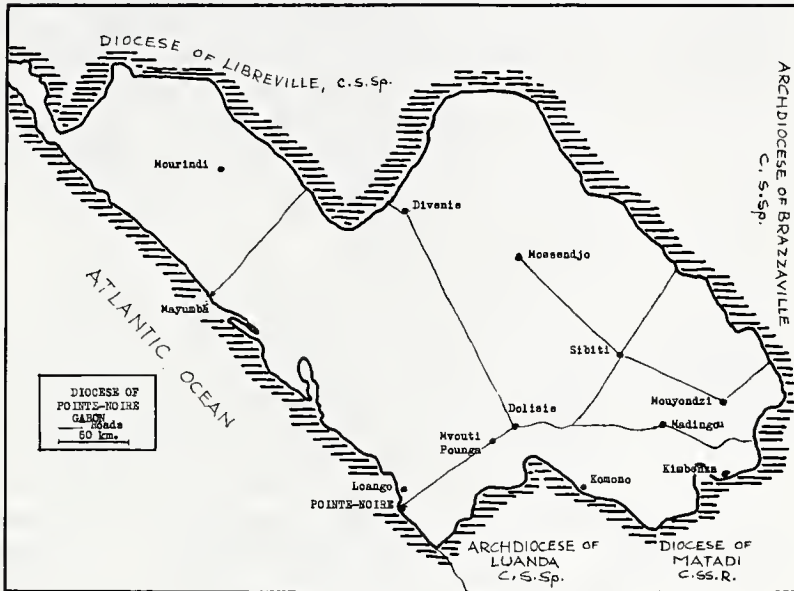 DIOCESE OF LIBREVILLE, C.S.Sp.
ARCHDIOCESE OF BRAZZAVILLE
C.S.Sp.
Mourindi
Divenie
Mossendjo
Mayumba
ATLANTIC OCEAN
Sibiti
DIOCESE OF
POINTE-NOIRE
GABON
Roads
60 km.
Mouyondzi
Dolisie
Madingou
Mvouti
Pounga
Kimbenza
Loango
Komono
POINTE-NOIRE
ARCHDIOCESE OF
LUANDA
C.S.Sp.
DIOCESE OF
MATADI
C.SS.R.